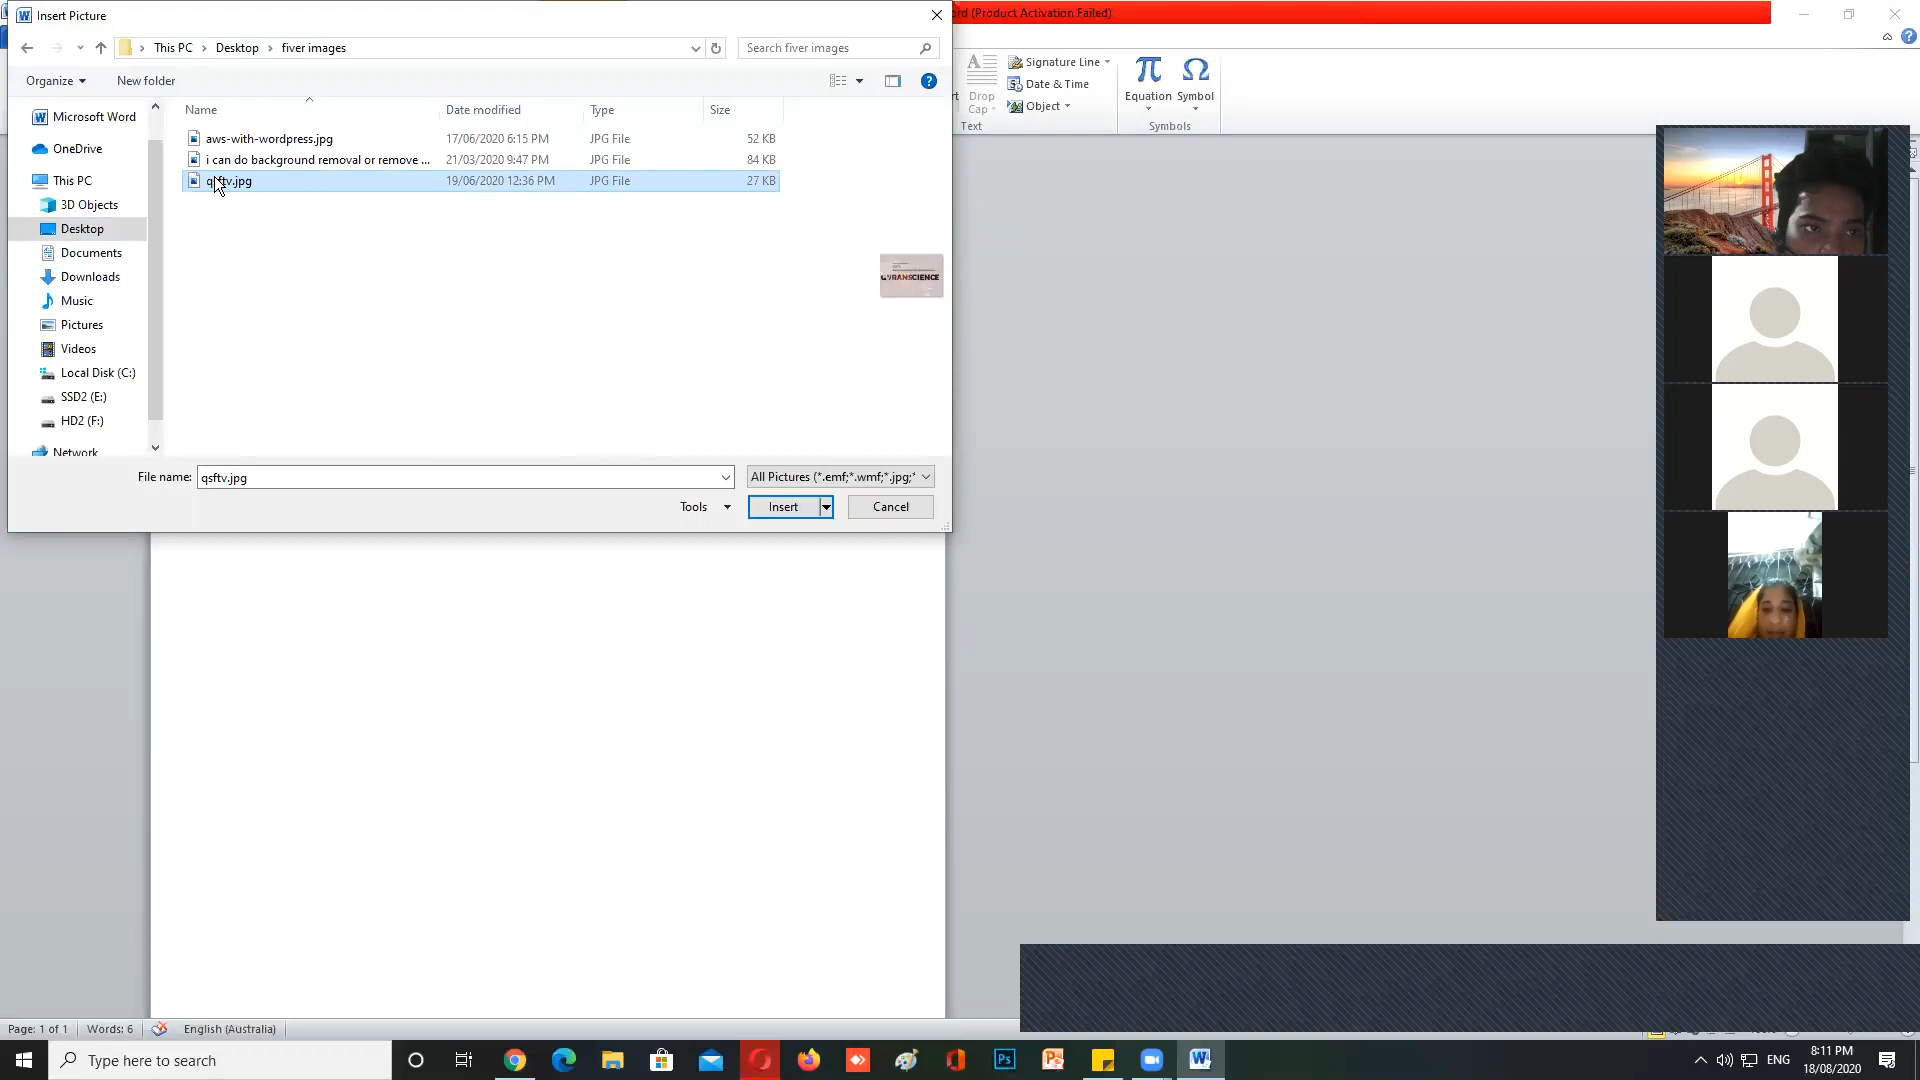 Insert Picture
ord (Product Activation Failed)
This PC > Desktop > fiver images
Search fiver images
Organize
New folder
Name
Date modified
Type
Size
aws-with-wordpress.jpg 17/06/2020 6:15 PM JPG File 52 KB
i can do background removal or remove ... 21/03/2020 9:47 PM JPG File 84 KB
qsftv.jpg 19/06/2020 12:36 PM JPG File 27 KB
Microsoft Word
OneDrive
This PC
3D Objects
Desktop
Documents
Downloads
Music
Pictures
Videos
Local Disk (C:)
SSD2 (E:)
HD2 (F:)
Network
File name: qsftv.jpg
All Pictures (*.emf;*.wmf;*.jpg;*
Tools
Insert
Cancel
Drop
Cap
Signature Line
Date & Time
Object
Text
Equation
Symbol
Symbols
Page: 1 of 1
Words: 6
English (Australia)
Type here to search
ENG
8:11 PM
18/08/2020